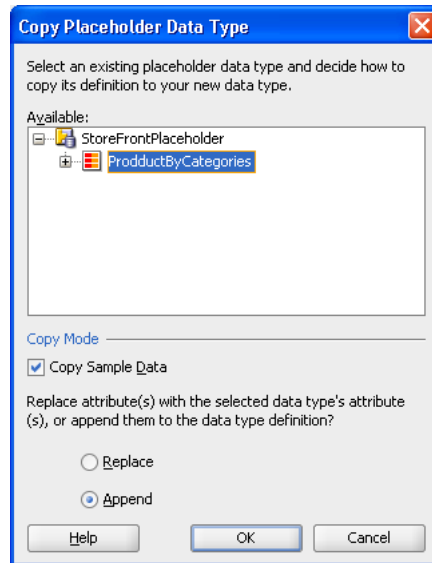 Copy Placeholder Data Type
Select an existing placeholder data type and decide how to
copy its definition to your new data type.
Available:
StoreFrontPlaceholder
ProdductByCategories
Copy Mode
Copy Sample Data
Replace attribute(s) with the selected data type's attribute
(s), or append them to the data type definition?
Replace
Append
Help OK Cancel